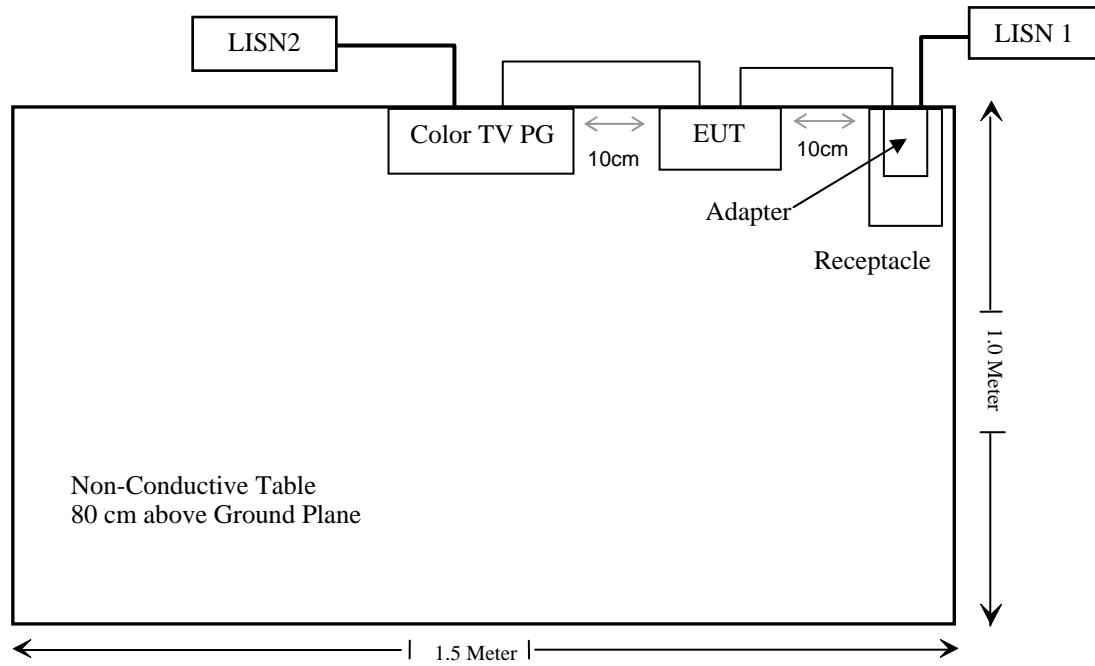 LISN2
LISN 1
Color TV PG
10cm
EUT
10cm
Adapter
Receptacle
1.0 Meter
Non-Conductive Table
80 cm above Ground Plane
1.5 Meter